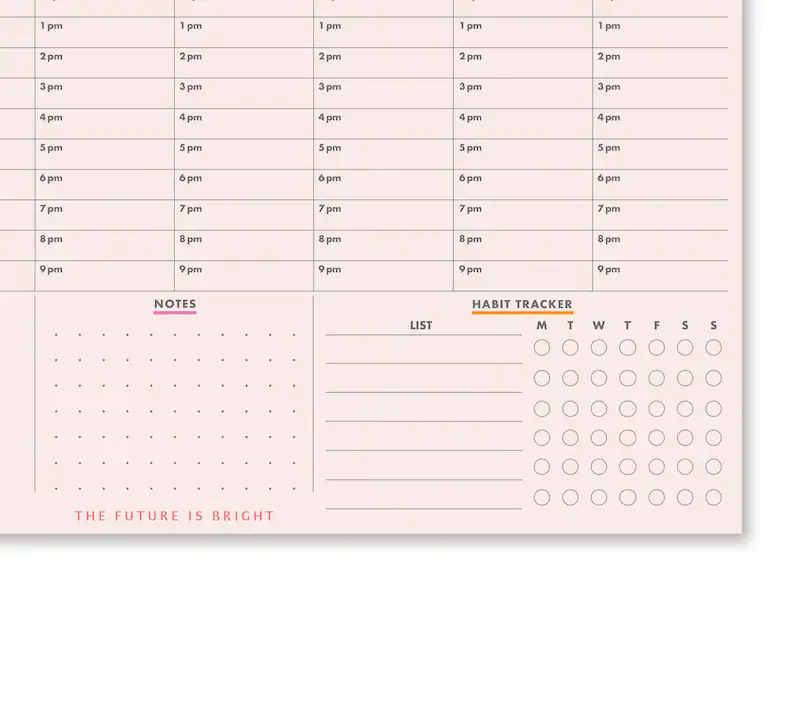 1 pm 1 pm 1 pm 1 pm 1 pm
2 pm 2 pm 2 pm 2 pm 2 pm
3 pm 3 pm 3 pm 3 pm 3 pm
4 pm 4 pm 4 pm 4 pm 4 pm
5 pm 5 pm 5 pm 5 pm 5 pm
6 pm 6 pm 6 pm 6 pm 6 pm
7 pm 7 pm 7 pm 7 pm 7 pm
8 pm 8 pm 8 pm 8 pm 8 pm
9 pm 9 pm 9 pm 9 pm 9 pm
NOTES HABIT TRACKER
LIST M T W T F S S
THE FUTURE IS BRIGHT